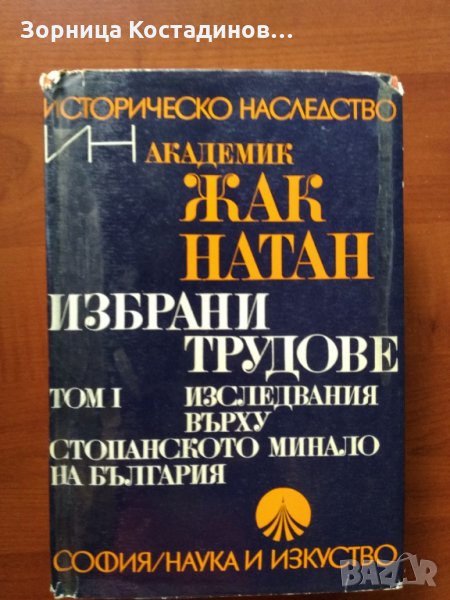 Зорница Костадинов...
ИСТОРИЧЕСКО НАСЛЕДСТВО
ИН АКАДЕМИК
ЖАК
НАТАН
ИЗБРАНИ
ТРУДОВЕ
ТОМ I ИЗСЛЕДВАНИЯ
ВЪРХУ
СТОПАНСКОТО МИНАЛО
НА БЪЛГАРИЯ
СОФИЯ/НАУКА И ИЗКУСТВО
BAZAR